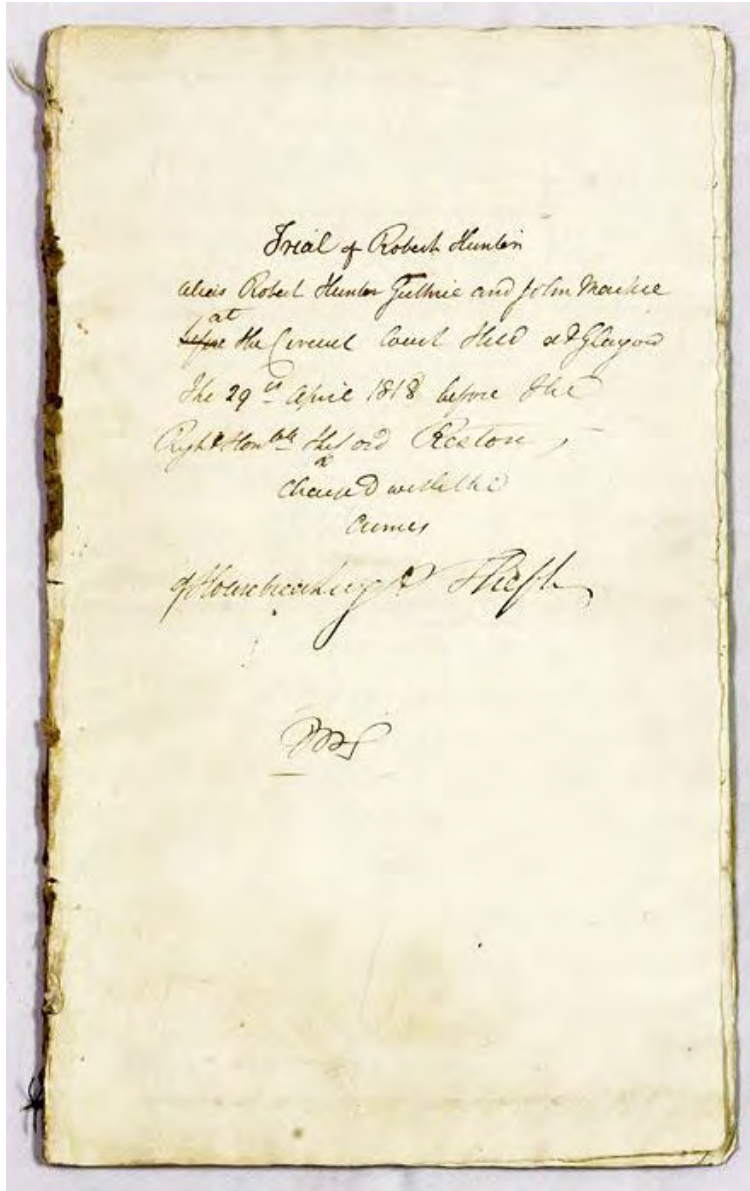 Trial of Robert Hunter
alias Robert Hunter Guthrie and John Mackie
at
before the Circuit Court Held at Glasgow
The 29th April 1818 before the
Right Honble the Lord Reston
Charged with the
Crimes
of Housebreaking & Theft